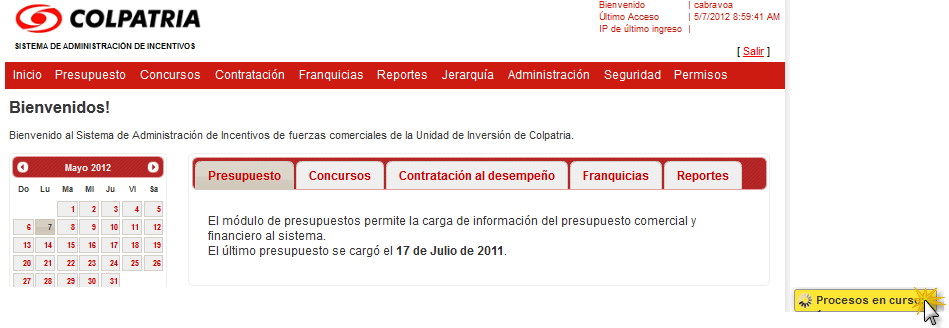 COLPATRIA
SISTEMA DE ADMINISTRACIÓN DE INCENTIVOS
Bienvenido | cabravoa
Último Acceso | 5/7/2012 8:59:41 AM
IP de último ingreso |
[ Salir ]
Inicio Presupuesto Concursos Contratación Franquicias Reportes Jerarquía Administración Seguridad Permisos
Bienvenidos!
Bienvenido al Sistema de Administración de Incentivos de fuerzas comerciales de la Unidad de Inversión de Colpatria.
Mayo 2012
Do Lu Ma Mi Ju Vi Sa
1 2 3 4 5
6 7 8 9 10 11 12
13 14 15 16 17 18 19
20 21 22 23 24 25 26
27 28 29 30 31
Presupuesto Concursos Contratación al desempeño Franquicias Reportes
El módulo de presupuestos permite la carga de información del presupuesto comercial y
financiero al sistema.
El último presupuesto se cargó el 17 de Julio de 2011.
Procesos en curso